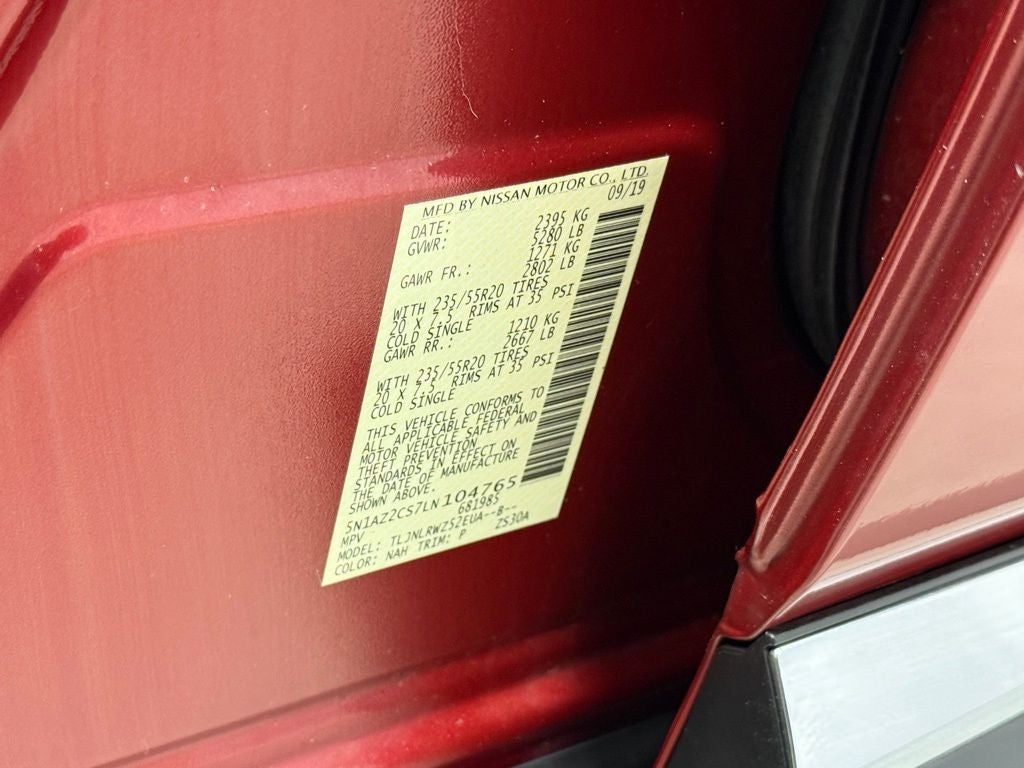 MFD BY NISSAN MOTOR CO., LTD.
DATE: 09/19
GVWR: 2395 KG
5280 LB
GAWR FR.: 1271 KG
2802 LB
WITH 235/55R20 TIRES
20 X 7.5 RIMS AT 35 PSI
COLD SINGLE
GAWR RR.: 1210 KG
2667 LB
WITH 235/55R20 TIRES
20 X 7.5 RIMS AT 35 PSI
COLD SINGLE
THIS VEHICLE CONFORMS TO
ALL APPLICABLE FEDERAL
MOTOR VEHICLE SAFETY AND
THEFT PREVENTION
STANDARDS IN EFFECT ON
THE DATE OF MANUFACTURE
SHOWN ABOVE.
5N1AZ2CS7LN104765
MPV 681985
MODEL: TLJNLRWZ52EUA--B--
COLOR: NAH TRIM: P ZS30A